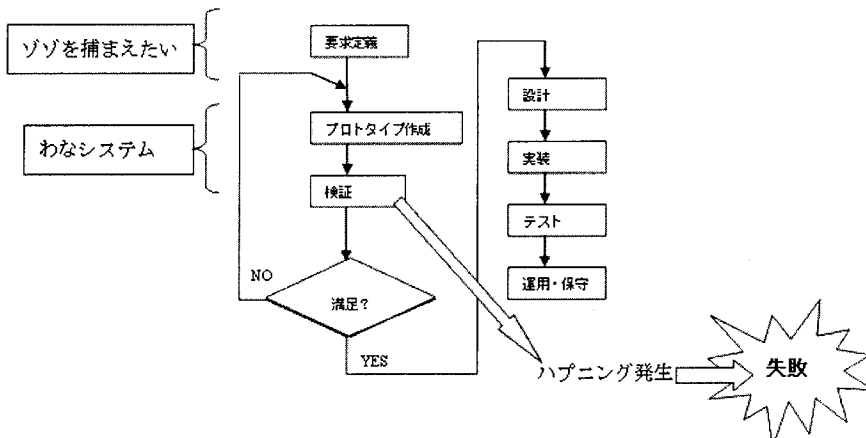 ゾゾを捕まえたい
わなシステム
要求定義
プロトタイプ作成
検証
満足?
NO
YES
設計
実装
テスト
運用・保守
ハプニング発生
失敗